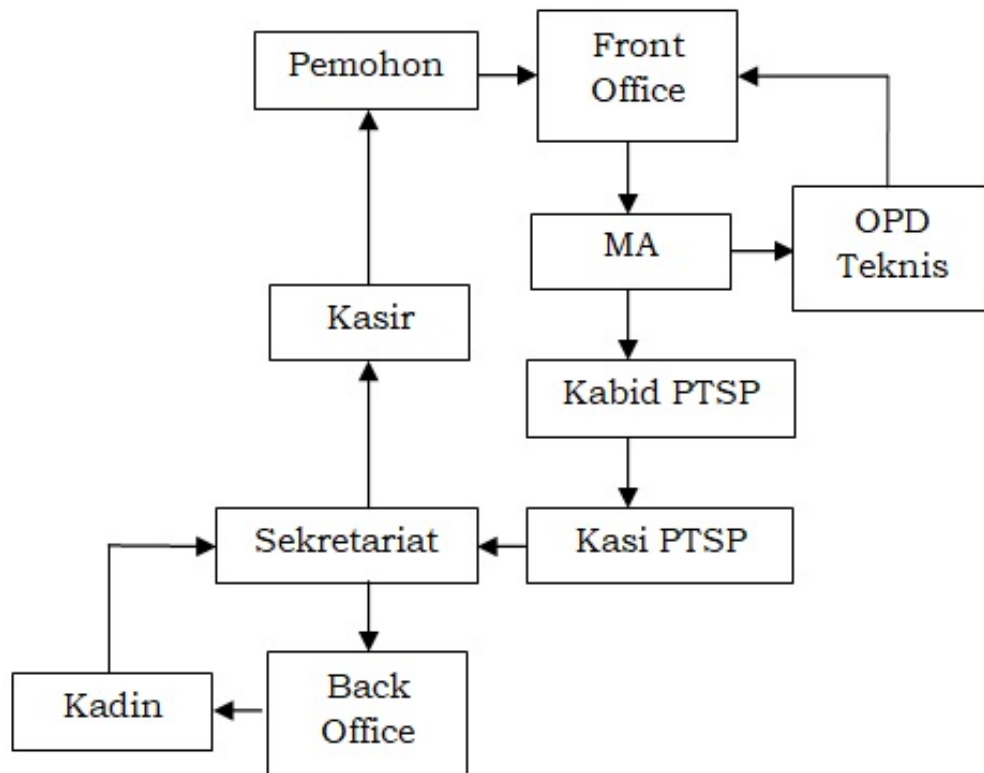 Pemohon
Front
Office
MA
OPD
Teknis
Kasir
Kabid PTSP
Sekretariat
Kasi PTSP
Kadin
Back
Office